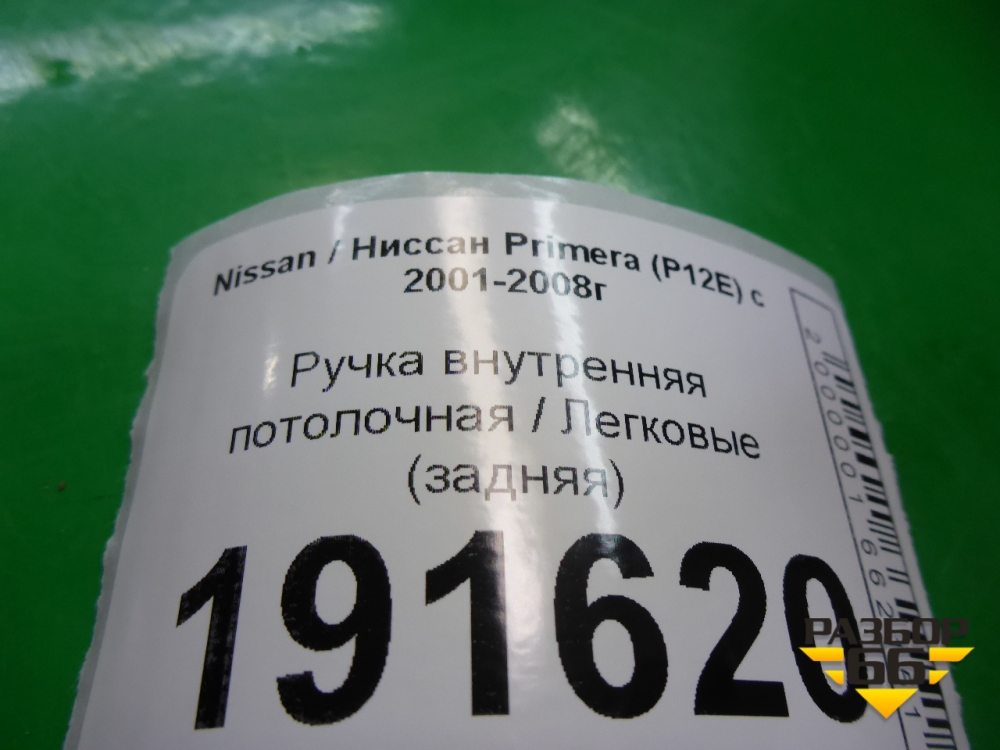 Nissan / Ниссан Primera (P12E) с
2001-2008г
Ручка внутренняя
потолочная / Легковые
(задняя)
191620
РАЗБОР
66